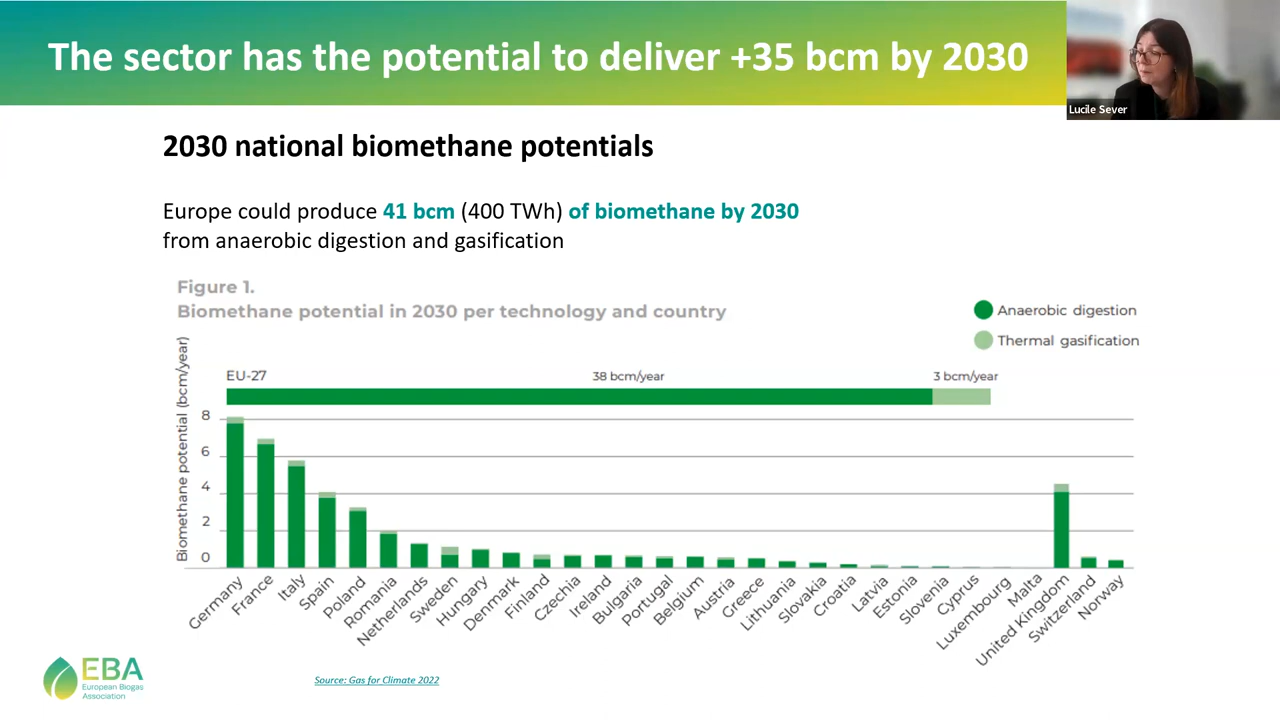 The sector has the potential to deliver +35 bcm by 2030
Lucile Sever
2030 national biomethane potentials
Europe could produce 41 bcm (400 TWh) of biomethane by 2030
from anaerobic digestion and gasification
Figure 1.
Biomethane potential in 2030 per technology and country
Anaerobic digestion
Thermal gasification
Biomethane potential (bcm/year)
EU-27
38 bcm/year
3 bcm/year
8
6
4
2
0
Germany
France
Italy
Spain
Poland
Romania
Netherlands
Sweden
Hungary
Denmark
Finland
Czechia
Ireland
Bulgaria
Portugal
Belgium
Austria
Greece
Lithuania
Slovakia
Croatia
Latvia
Estonia
Slovenia
Cyprus
Luxembourg
Malta
United Kingdom
Switzerland
Norway
EBA
European Biogas
Association
Source: Gas for Climate 2022